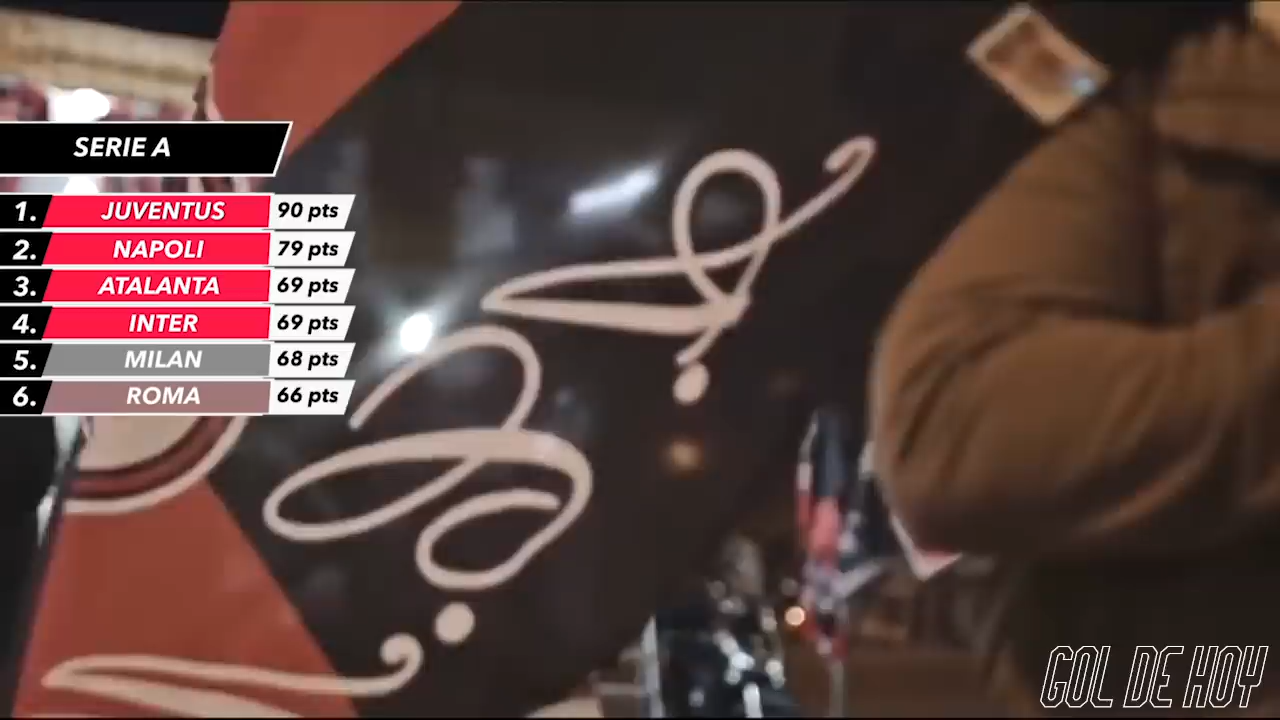 SERIE A
1. JUVENTUS 90 pts
2. NAPOLI 79 pts
3. ATALANTA 69 pts
4. INTER 69 pts
5. MILAN 68 pts
6. ROMA 66 pts
GOL DE HOY